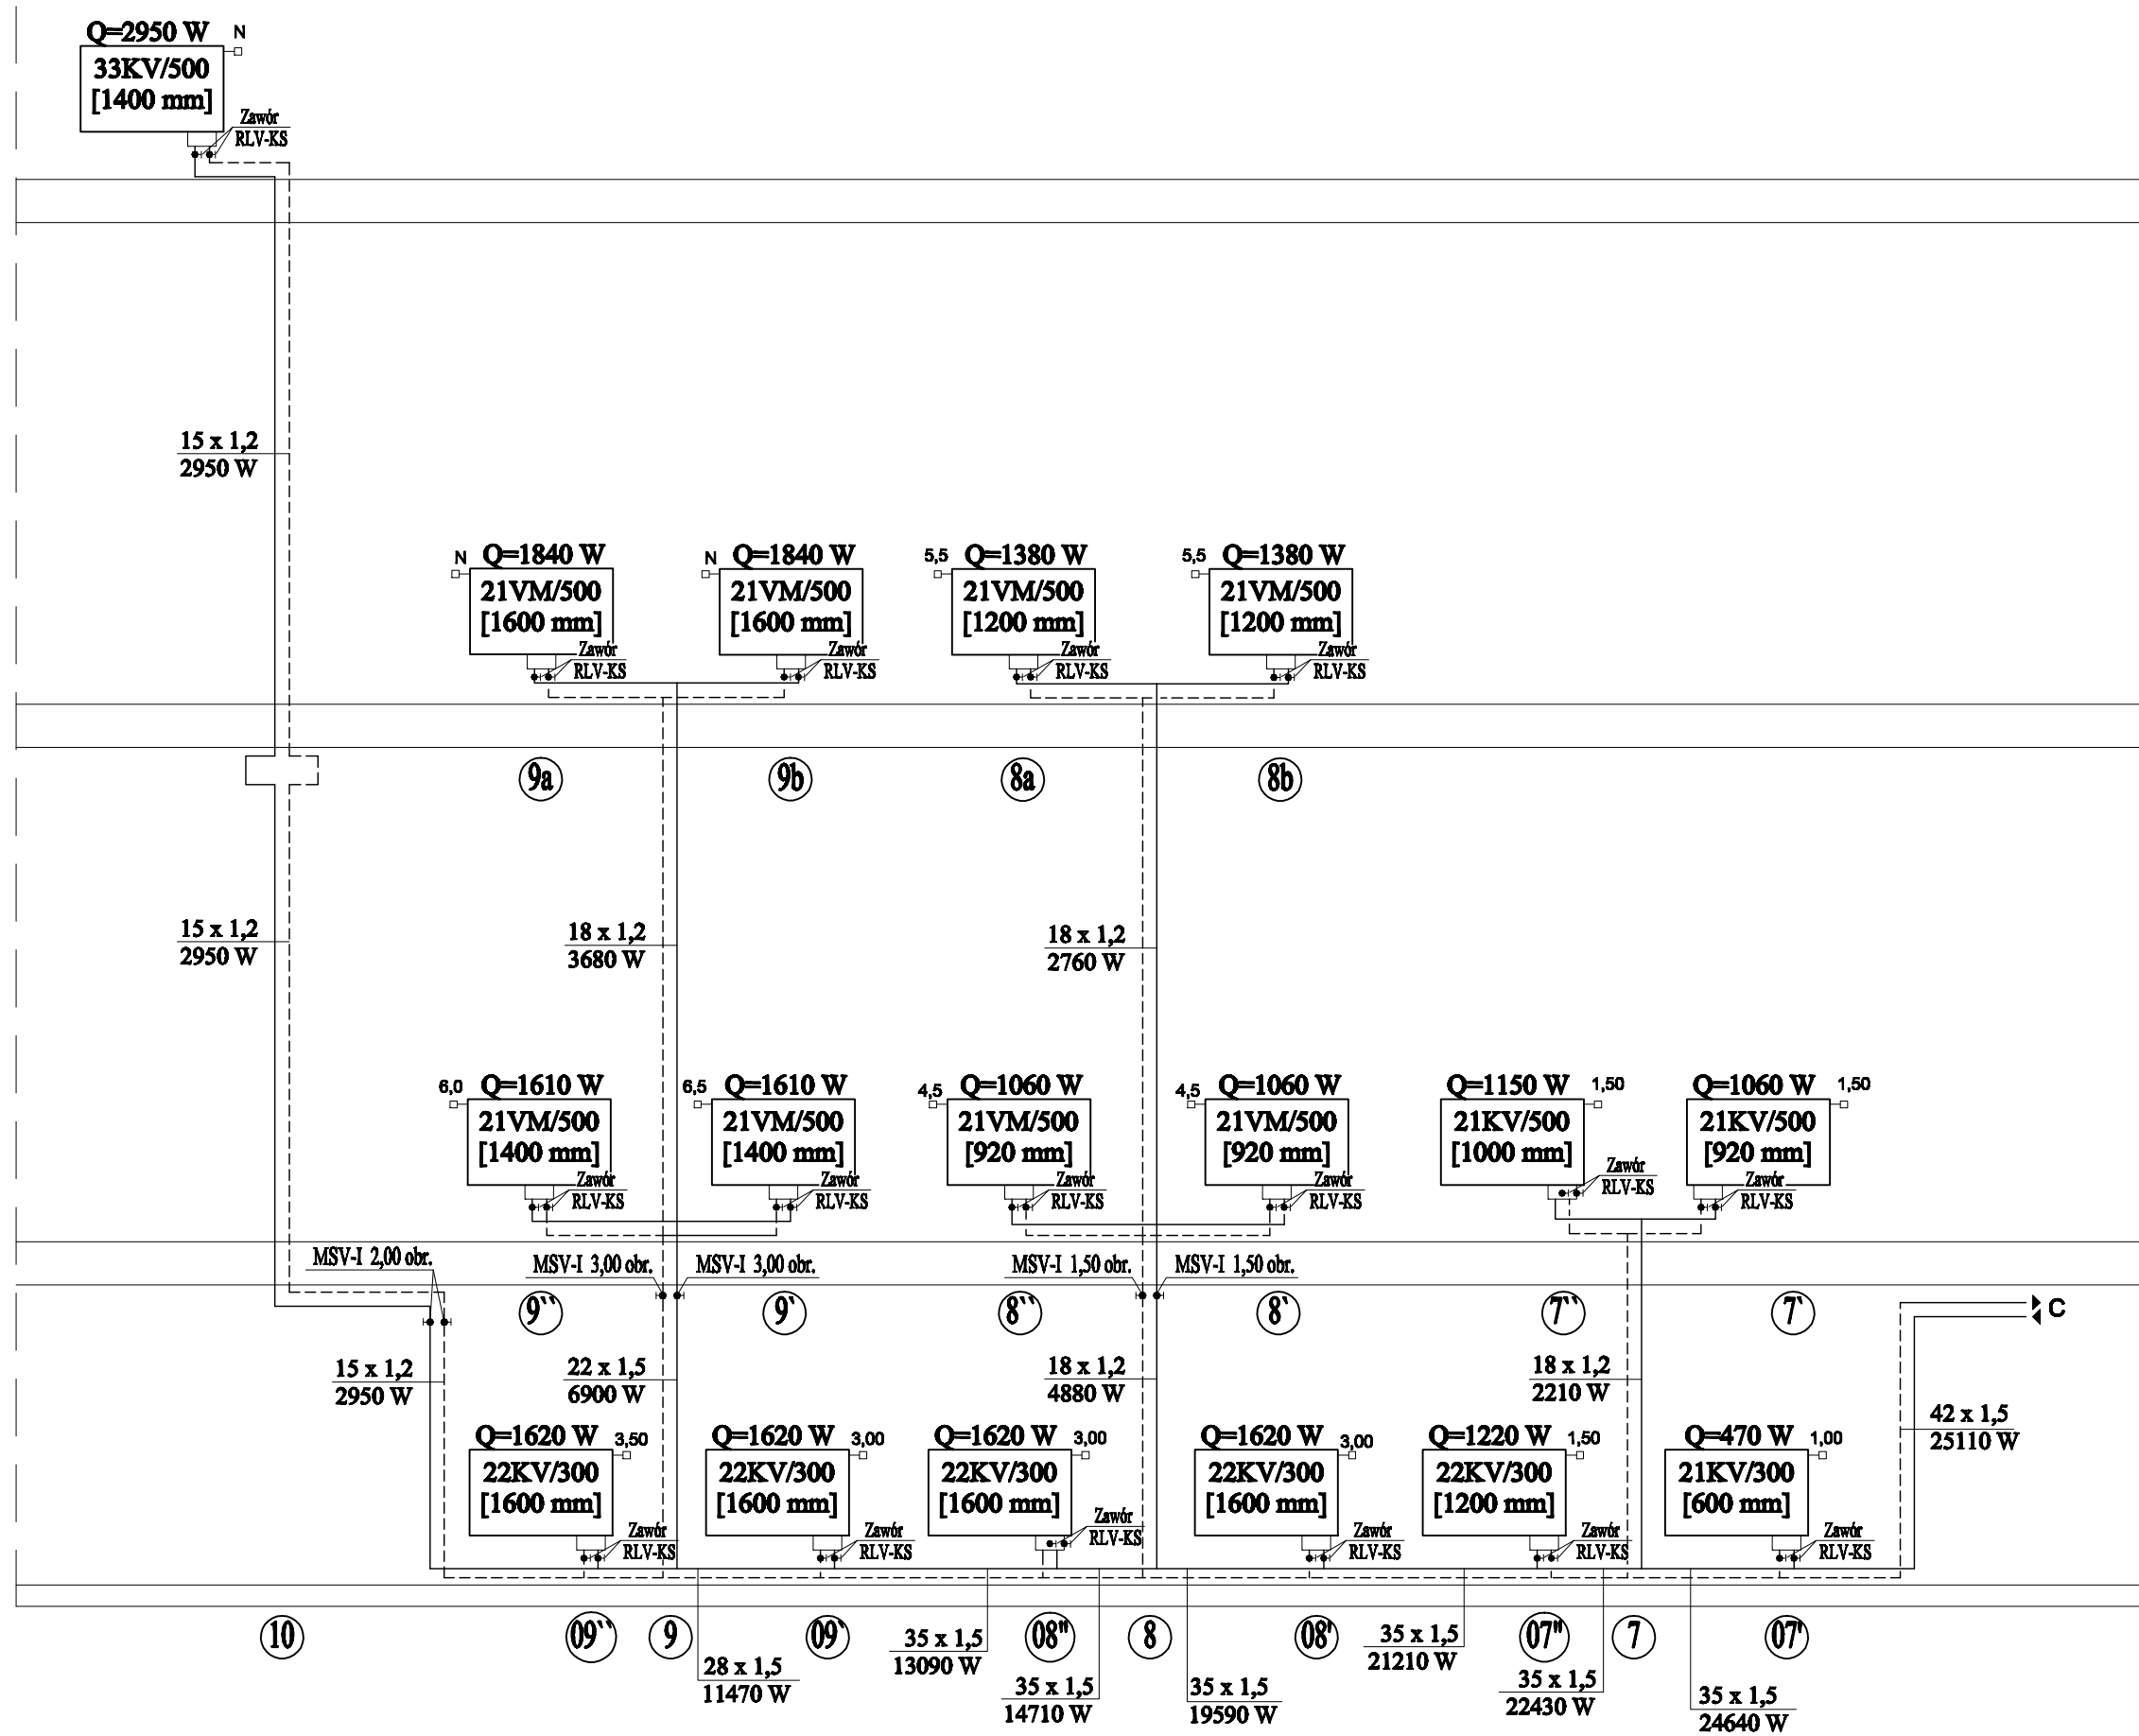 Q=2950 W N
33KV/500
[1400 mm]
Zawór
RLV-KS
15 x 1,2
2950 W
N Q=1840 W
21VM/500
[1600 mm]
Zawór
RLV-KS
N Q=1840 W
21VM/500
[1600 mm]
Zawór
RLV-KS
5,5 Q=1380 W
21VM/500
[1200 mm]
Zawór
RLV-KS
5,5 Q=1380 W
21VM/500
[1200 mm]
Zawór
RLV-KS
9a 9b 8a 8b
15 x 1,2
2950 W
18 x 1,2
3680 W
18 x 1,2
2760 W
6,0 Q=1610 W
21VM/500
[1400 mm]
Zawór
RLV-KS
6,5 Q=1610 W
21VM/500
[1400 mm]
Zawór
RLV-KS
4,5 Q=1060 W
21VM/500
[920 mm]
Zawór
RLV-KS
4,5 Q=1060 W
21VM/500
[920 mm]
Zawór
RLV-KS
Q=1150 W 1,50
21KV/500
[1000 mm]
Zawór
RLV-KS
Q=1060 W 1,50
21KV/500
[920 mm]
Zawór
RLV-KS
MSV-I 2,00 obr.
MSV-I 3,00 obr.
MSV-I 3,00 obr.
MSV-I 1,50 obr.
MSV-I 1,50 obr.
9`` 9` 8`` 8` 7`` 7`
C
15 x 1,2
2950 W
22 x 1,5
6900 W
18 x 1,2
4880 W
18 x 1,2
2210 W
42 x 1,5
25110 W
Q=1620 W 3,50
22KV/300
[1600 mm]
Zawór
RLV-KS
Q=1620 W 3,00
22KV/300
[1600 mm]
Zawór
RLV-KS
Q=1620 W 3,00
22KV/300
[1600 mm]
Zawór
RLV-KS
Q=1620 W 3,00
22KV/300
[1600 mm]
Zawór
RLV-KS
Q=1220 W 1,50
22KV/300
[1200 mm]
Zawór
RLV-KS
Q=470 W 1,00
21KV/300
[600 mm]
Zawór
RLV-KS
10 09`` 9 09` 08" 8 08' 07" 7 07'
28 x 1,5
11470 W
35 x 1,5
13090 W
35 x 1,5
14710 W
35 x 1,5
19590 W
35 x 1,5
21210 W
35 x 1,5
22430 W
35 x 1,5
24640 W